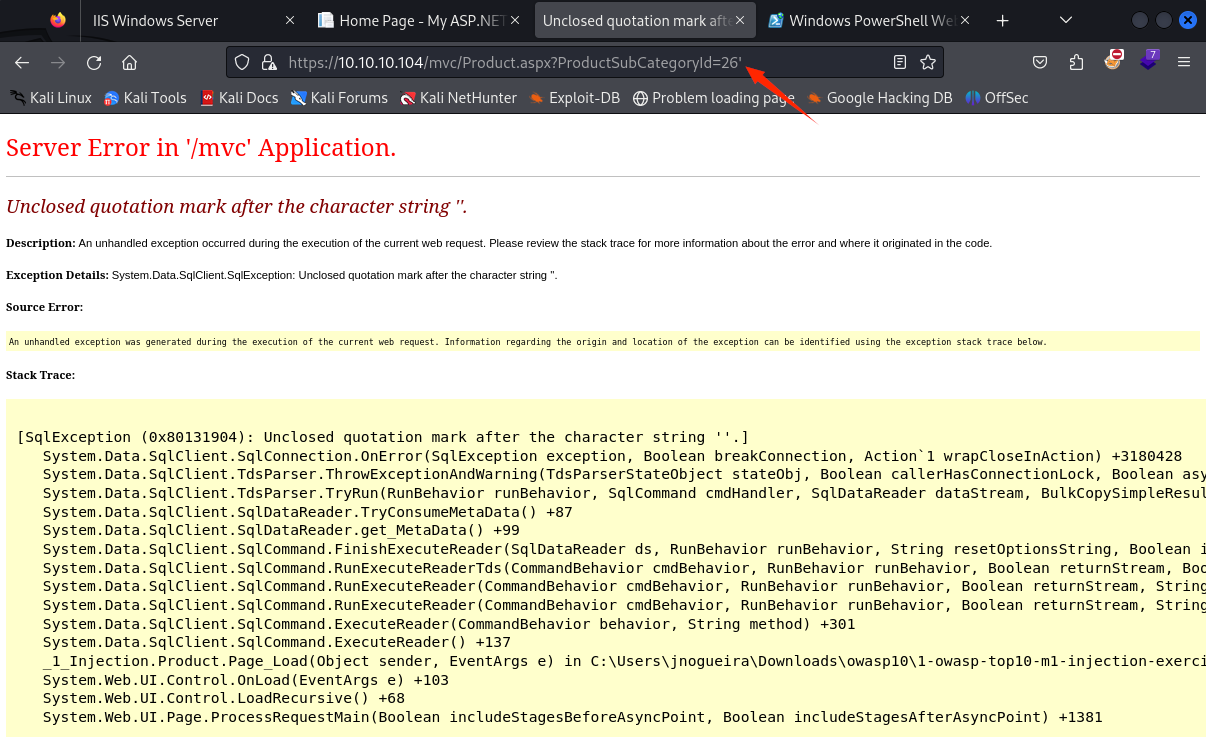 IIS Windows Server
Home Page - My ASP.NET
Unclosed quotation mark afte
Windows PowerShell We
https://10.10.10.104/mvc/Product.aspx?ProductSubCategoryId=26'
7
Kali Linux Kali Tools Kali Docs Kali Forums Kali NetHunter Exploit-DB Problem loading page Google Hacking DB OffSec
Server Error in '/mvc' Application.
Unclosed quotation mark after the character string ''.
Description: An unhandled exception occurred during the execution of the current web request. Please review the stack trace for more information about the error and where it originated in the code.
Exception Details: System.Data.SqlClient.SqlException: Unclosed quotation mark after the character string ''.
Source Error:
An unhandled exception was generated during the execution of the current web request. Information regarding the origin and location of the exception can be identified using the exception stack trace below.
Stack Trace:
[SqlException (0x80131904): Unclosed quotation mark after the character string ''.]
System.Data.SqlClient.SqlConnection.OnError(SqlException exception, Boolean breakConnection, Action`1 wrapCloseInAction) +3180428
System.Data.SqlClient.TdsParser.ThrowExceptionAndWarning(TdsParserStateObject stateObj, Boolean callerHasConnectionLock, Boolean asy
System.Data.SqlClient.TdsParser.TryRun(RunBehavior runBehavior, SqlCommand cmdHandler, SqlDataReader dataStream, BulkCopySimpleResul
System.Data.SqlClient.SqlDataReader.TryConsumeMetaData() +87
System.Data.SqlClient.SqlDataReader.get_MetaData() +99
System.Data.SqlClient.SqlCommand.FinishExecuteReader(SqlDataReader ds, RunBehavior runBehavior, String resetOptionsString, Boolean i
System.Data.SqlClient.SqlCommand.RunExecuteReaderTds(CommandBehavior cmdBehavior, RunBehavior runBehavior, Boolean returnStream, Boo
System.Data.SqlClient.SqlCommand.RunExecuteReader(CommandBehavior cmdBehavior, RunBehavior runBehavior, Boolean returnStream, String
System.Data.SqlClient.SqlCommand.RunExecuteReader(CommandBehavior cmdBehavior, RunBehavior runBehavior, Boolean returnStream, String
System.Data.SqlClient.SqlCommand.ExecuteReader(CommandBehavior behavior, String method) +301
System.Data.SqlClient.SqlCommand.ExecuteReader() +137
_1_Injection.Product.Page_Load(Object sender, EventArgs e) in C:\Users\jnogueira\Downloads\owasp10\1-owasp-top10-m1-injection-exerci
System.Web.UI.Control.OnLoad(EventArgs e) +103
System.Web.UI.Control.LoadRecursive() +68
System.Web.UI.Page.ProcessRequestMain(Boolean includeStagesBeforeAsyncPoint, Boolean includeStagesAfterAsyncPoint) +1381